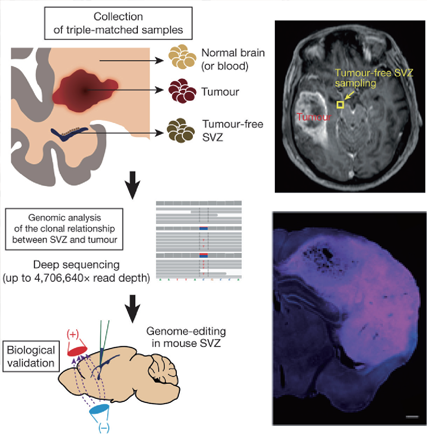 Collection
of triple-matched samples
Normal brain
(or blood)
Tumour
Tumour-free
SVZ
Tumour-free SVZ
sampling
Tumour
Genomic analysis
of the clonal relationship
between SVZ and tumour
Deep sequencing
(up to 4,706,640× read depth)
Biological
validation
Genome-editing
in mouse SVZ
(+)
(−)